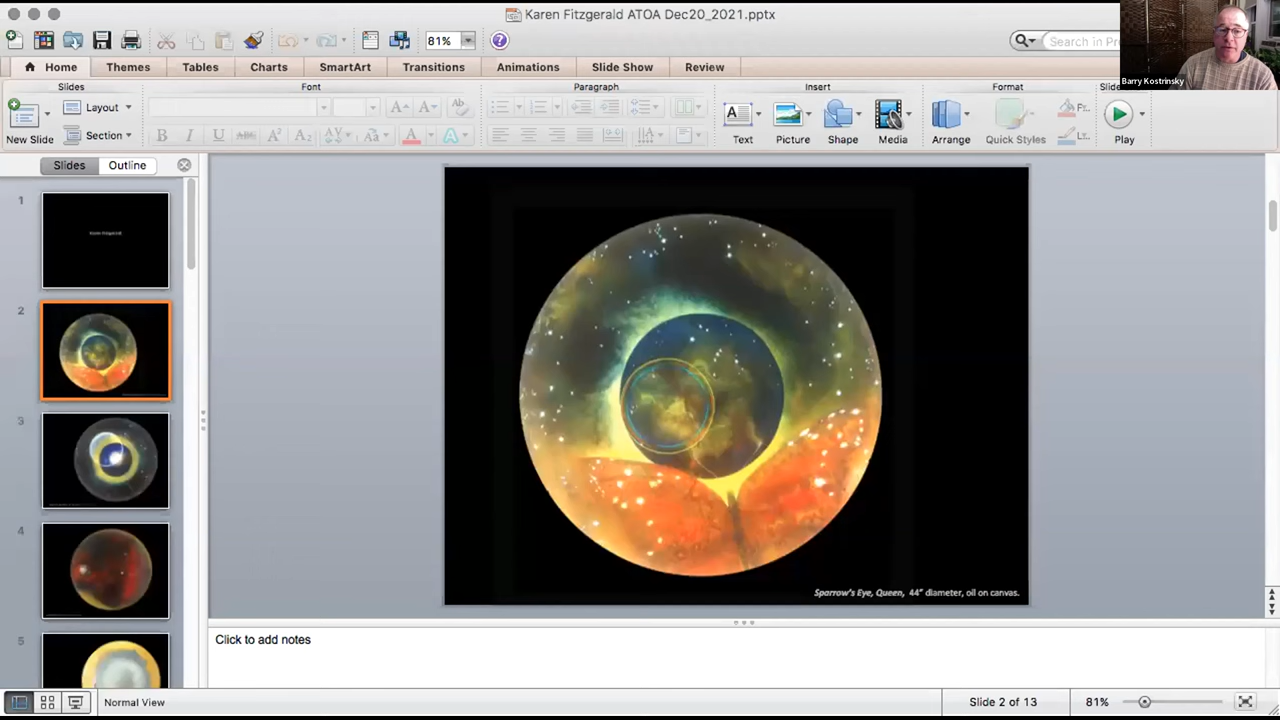 Karen Fitzgerald ATOA Dec20_2021.pptx
81%
Search in Pr
Barry Kostrinsky
Home
Themes
Tables
Charts
SmartArt
Transitions
Animations
Slide Show
Review
Slides
Font
Paragraph
Insert
Format
Slide
New Slide
Layout
Section
Text
Picture
Shape
Media
Arrange
Quick Styles
Play
Slides
Outline
1
Karen Fitzgerald
2
3
4
5
Sparrow's Eye, Queen, 44" diameter, oil on canvas.
Click to add notes
Normal View
Slide 2 of 13
81%